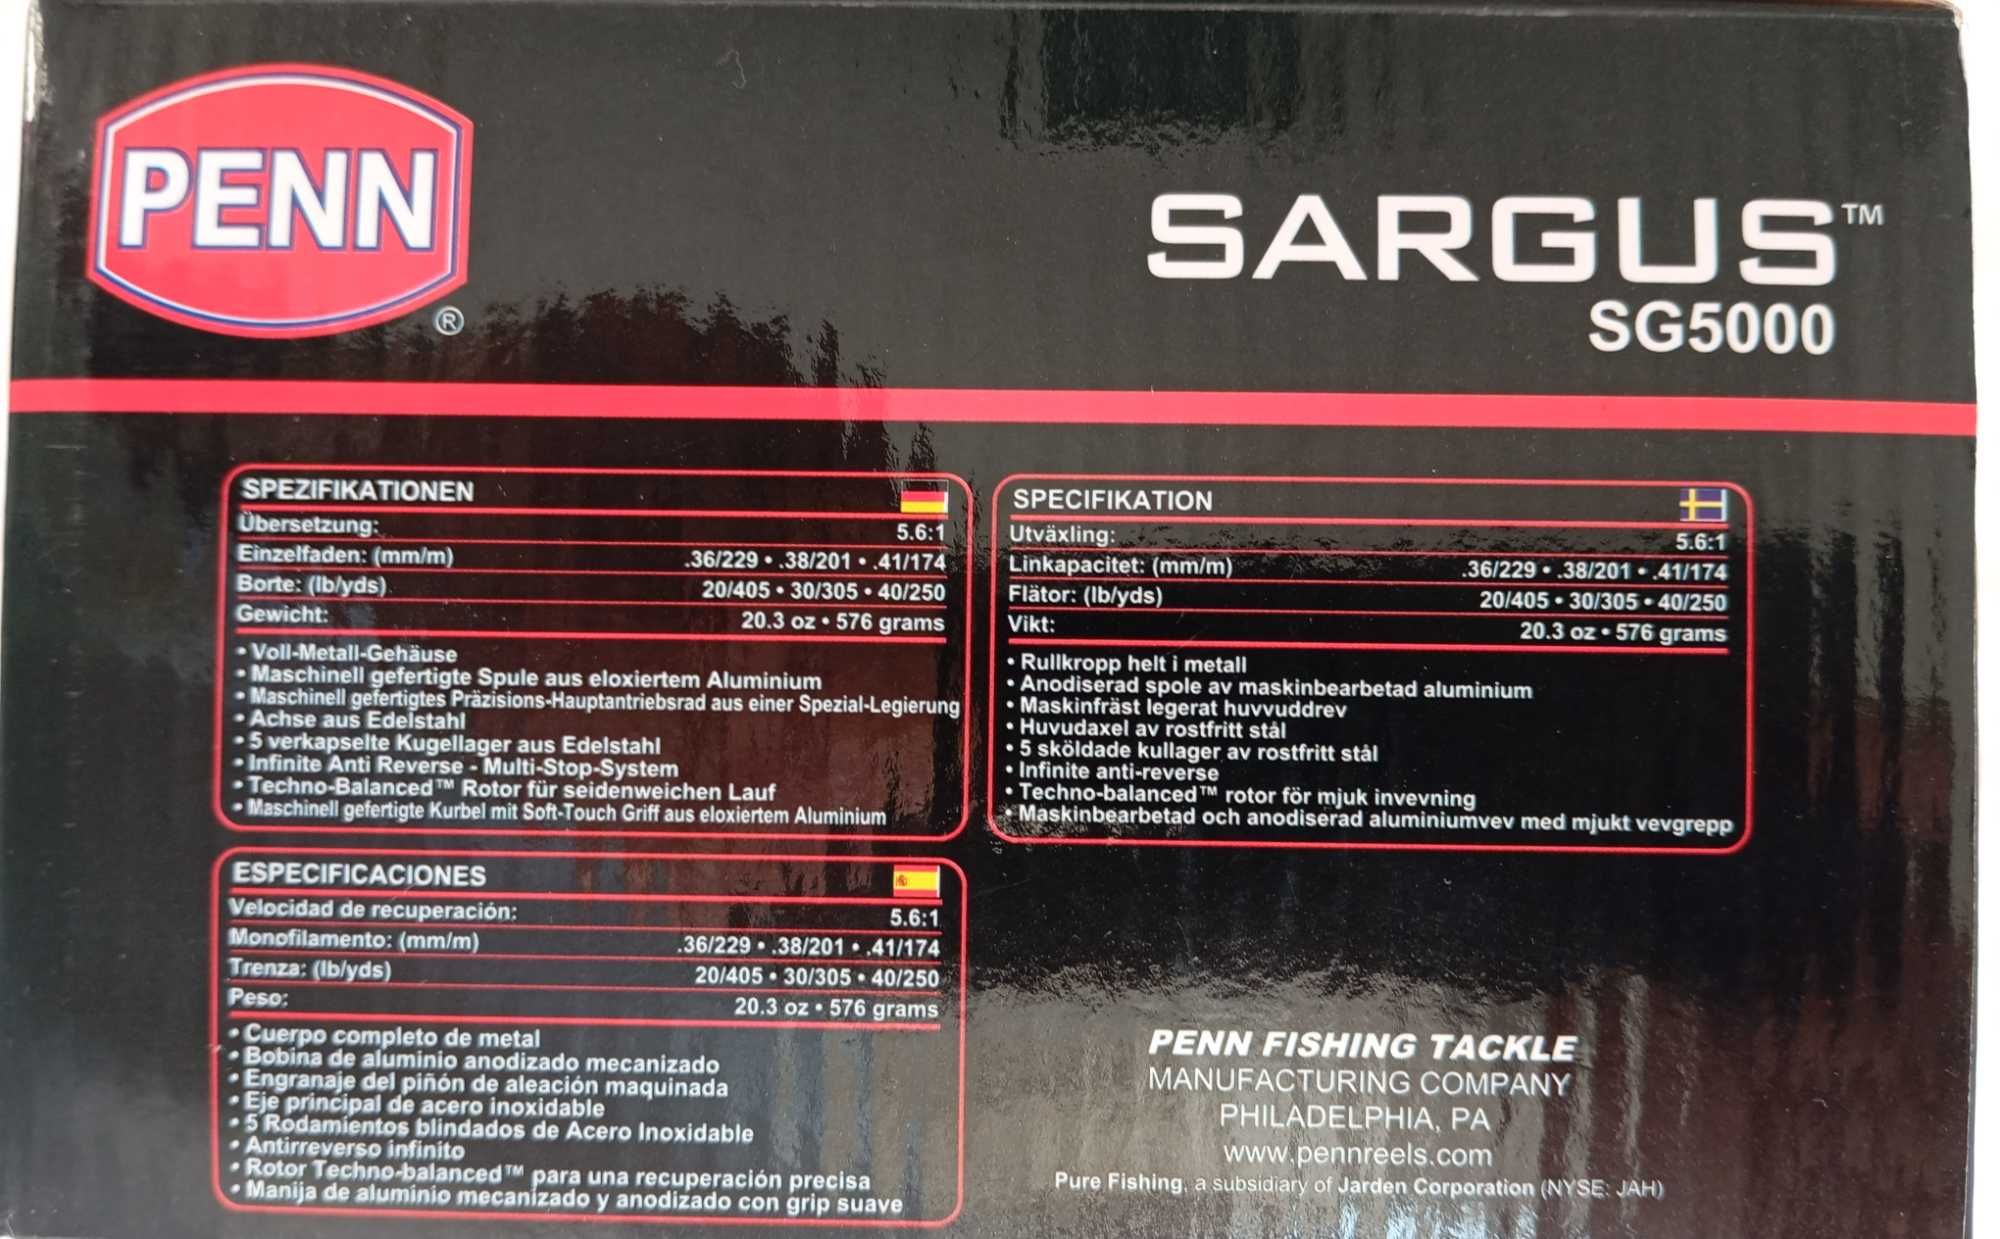 PENN
®
SARGUS™
SG5000
SPEZIFIKATIONEN
Übersetzung: 5.6:1
Einzelfaden: (mm/m) .36/229 • .38/201 • .41/174
Borte: (lb/yds) 20/405 • 30/305 • 40/250
Gewicht: 20.3 oz • 576 grams
• Voll-Metall-Gehäuse
• Maschinell gefertigte Spule aus eloxiertem Aluminium
• Maschinell gefertigtes Präzisions-Hauptantriebsrad aus einer Spezial-Legierung
• Achse aus Edelstahl
• 5 verkapselte Kugellager aus Edelstahl
• Infinite Anti Reverse - Multi-Stop-System
• Techno-Balanced™ Rotor für seidenweichen Lauf
• Maschinell gefertigte Kurbel mit Soft-Touch Griff aus eloxiertem Aluminium
SPECIFIKATION
Utväxling: 5.6:1
Linkapacitet: (mm/m) .36/229 • .38/201 • .41/174
Flätor: (lb/yds) 20/405 • 30/305 • 40/250
Vikt: 20.3 oz • 576 grams
• Rullkropp helt i metall
• Anodiserad spole av maskinbearbetad aluminium
• Maskinfräst legerat huvvuddrev
• Huvudaxel av rostfritt stål
• 5 sköldade kullager av rostfritt stål
• Infinite anti-reverse
• Techno-balanced™ rotor för mjuk invevning
• Maskinbearbetad och anodiserad aluminiumvev med mjukt vevgrepp
ESPECIFICACIONES
Velocidad de recuperación: 5.6:1
Monofilamento: (mm/m) .36/229 • .38/201 • .41/174
Trenza: (lb/yds) 20/405 • 30/305 • 40/250
Peso: 20.3 oz • 576 grams
• Cuerpo completo de metal
• Bobina de aluminio anodizado mecanizado
• Engranaje del piñón de aleación maquinada
• Eje principal de acero inoxidable
• 5 Rodamientos blindados de Acero Inoxidable
• Antirreverso infinito
• Rotor Techno-balanced™ para una recuperación precisa
• Manija de aluminio mecanizado y anodizado con grip suave
PENN FISHING TACKLE
MANUFACTURING COMPANY
PHILADELPHIA, PA
www.pennreels.com
Pure Fishing, a subsidiary of Jarden Corporation (NYSE: JAH)